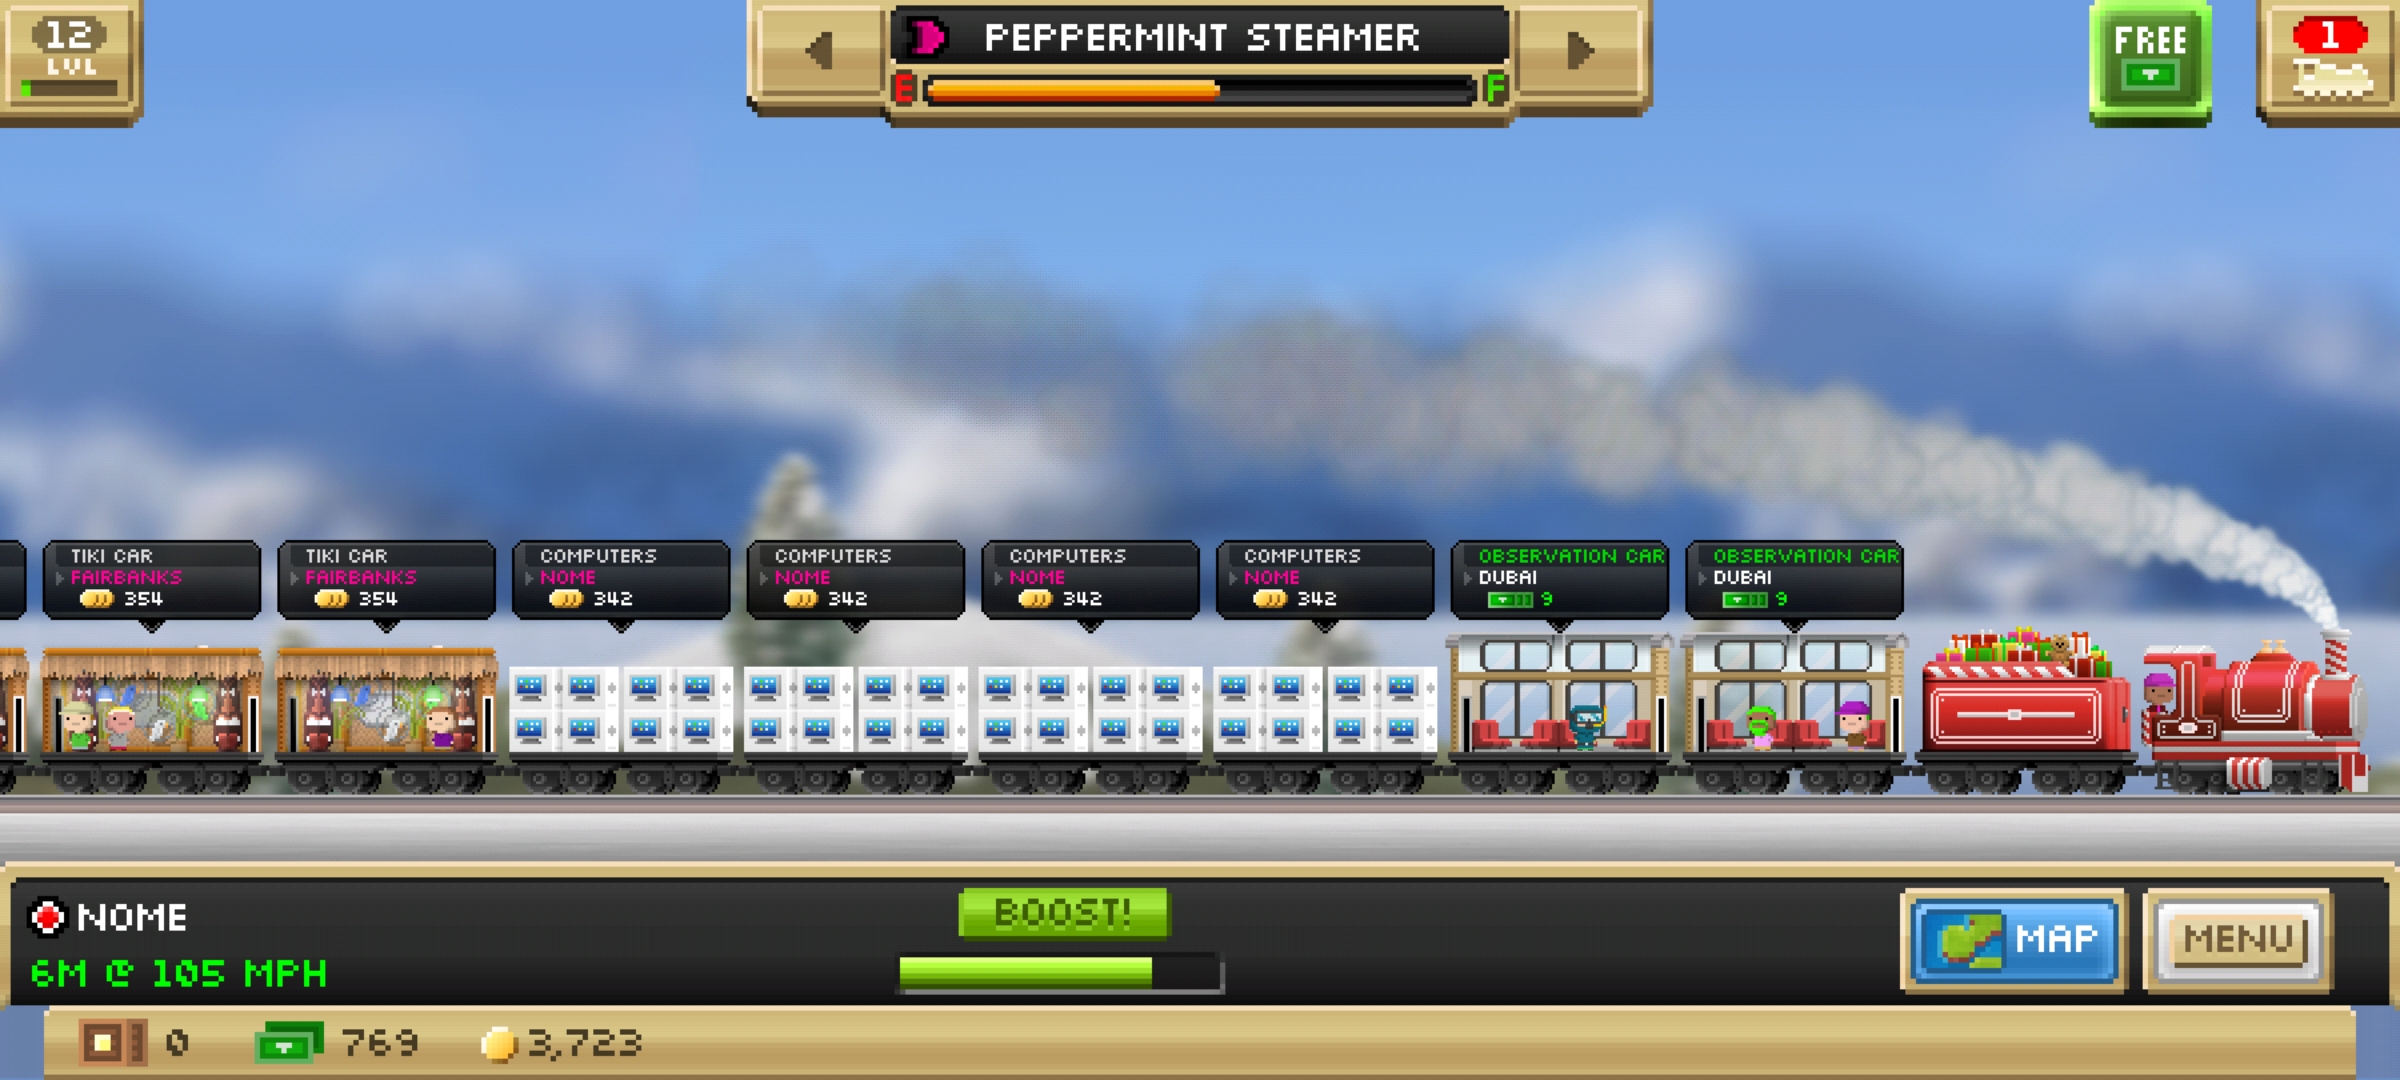 12
LVL
PEPPERMINT STEAMER
E F
FREE
1
TIKI CAR
FAIRBANKS
354
TIKI CAR
FAIRBANKS
354
COMPUTERS
NOME
342
COMPUTERS
NOME
342
COMPUTERS
NOME
342
COMPUTERS
NOME
342
OBSERVATION CAR
DUBAI
9
OBSERVATION CAR
DUBAI
9
NOME
6M @ 105 MPH
BOOST!
MAP
MENU
0
769
3,723